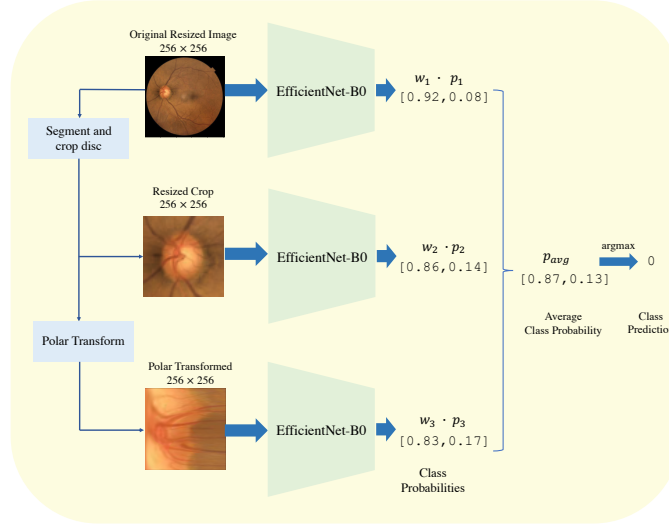 Original Resized Image
256 × 256
EfficientNet-B0
w₁ · p₁
[0.92,0.08]
Segment and
crop disc
Resized Crop
256 × 256
EfficientNet-B0
w₂ · p₂
[0.86,0.14]
p_avg
[0.87,0.13]
argmax
0
Average
Class Probability
Class
Predictio
Polar Transform
Polar Transformed
256 × 256
EfficientNet-B0
w₃ · p₃
[0.83,0.17]
Class
Probabilities